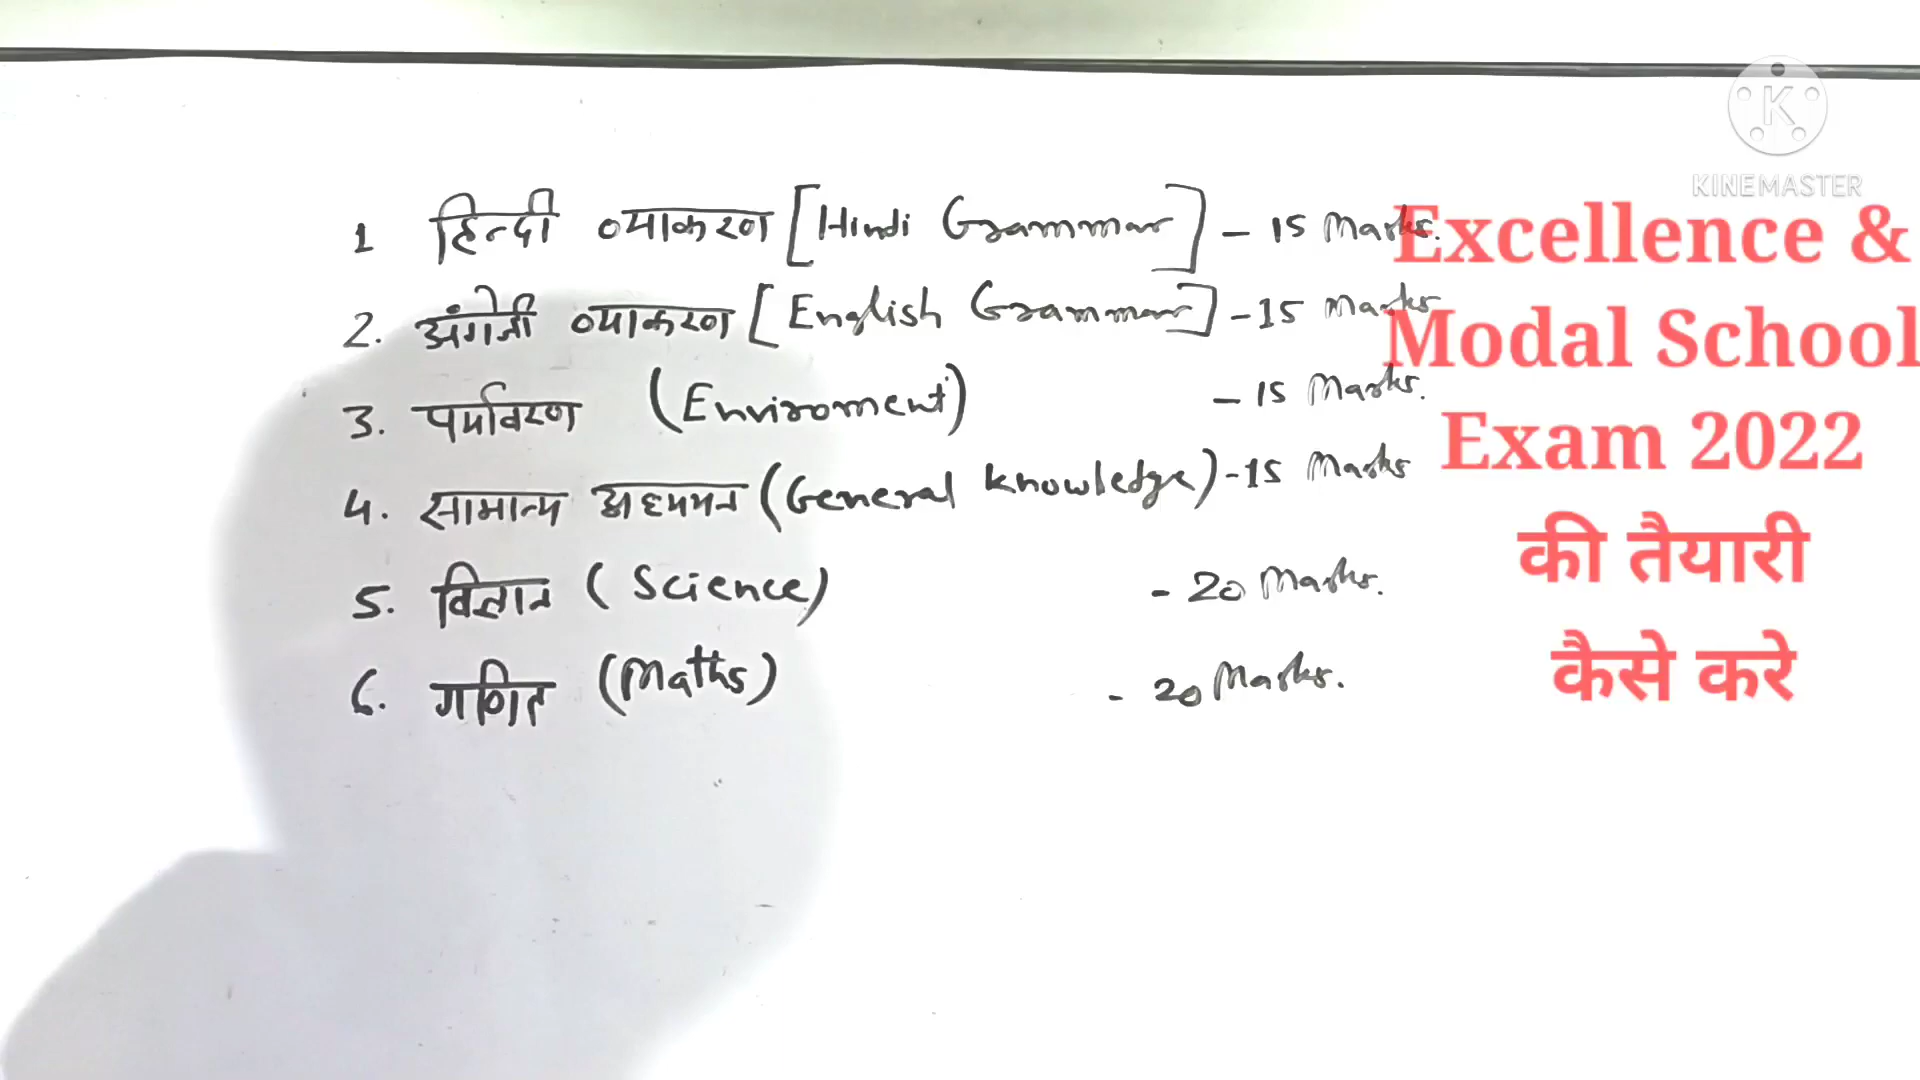 1 हिन्दी व्याकरण [Hindi Grammar] – 15 Marks.
2. अंग्रेजी व्याकरण [English Grammar] – 15 Marks
3. पर्यावरण (Enviroment) – 15 Marks.
4. सामान्य अध्ययन (General knowledge) - 15 Marks
5. विज्ञान (Science) - 20 Marks.
6. गणित (Maths) - 20 Marks.
K
KINEMASTER
Excellence &
Modal School
Exam 2022
की तैयारी
कैसे करे